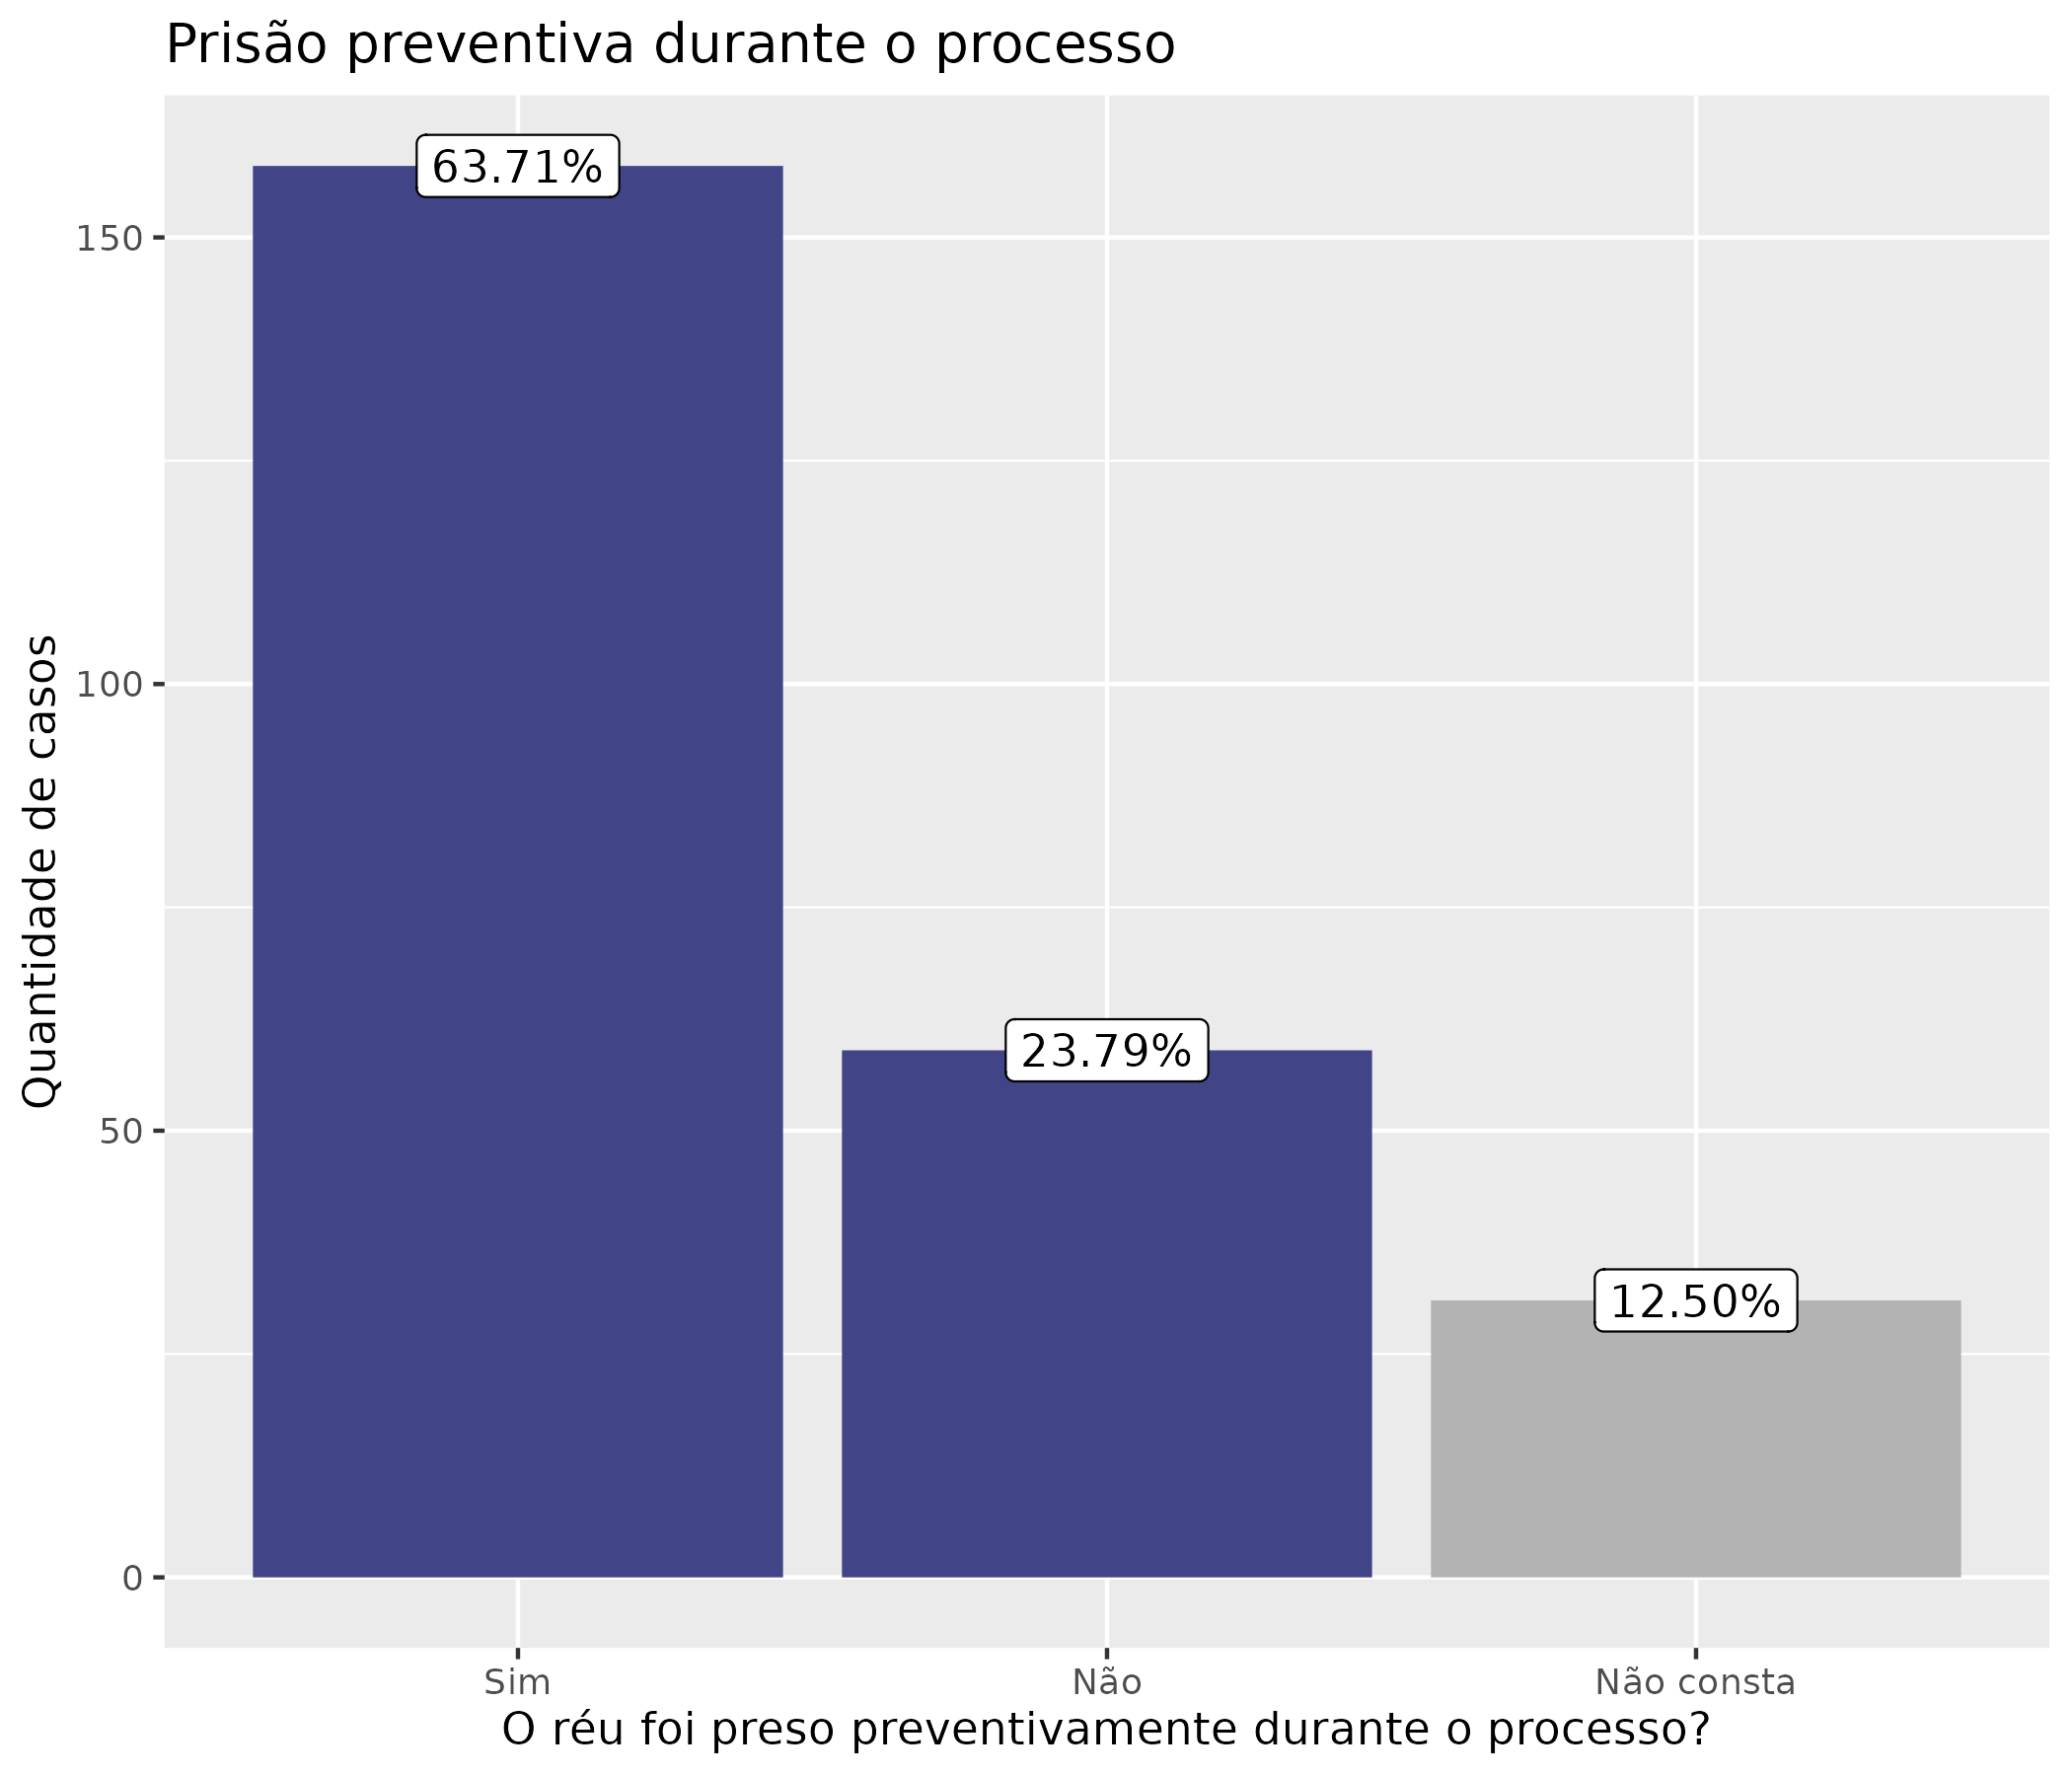 Prisão preventiva durante o processo
63.71%
150
100
23.79%
50
12.50%
0
Quantidade de casos
Sim
Não
Não consta
O réu foi preso preventivamente durante o processo?